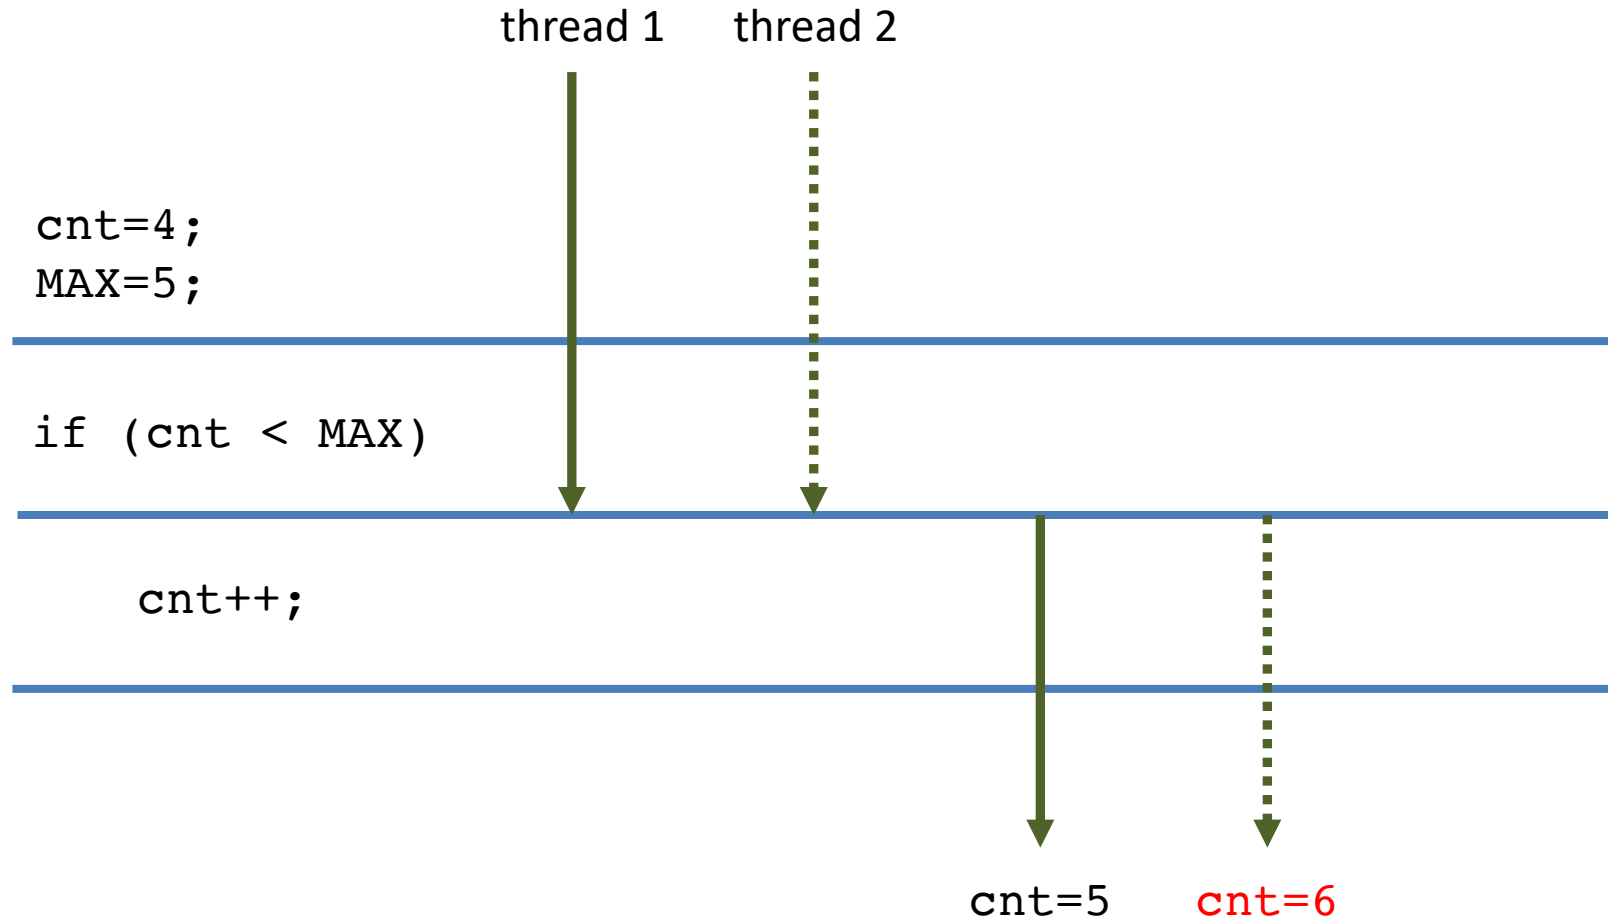 thread 1 thread 2
cnt=4;
MAX=5;
if (cnt < MAX)
cnt++;
cnt=5 cnt=6